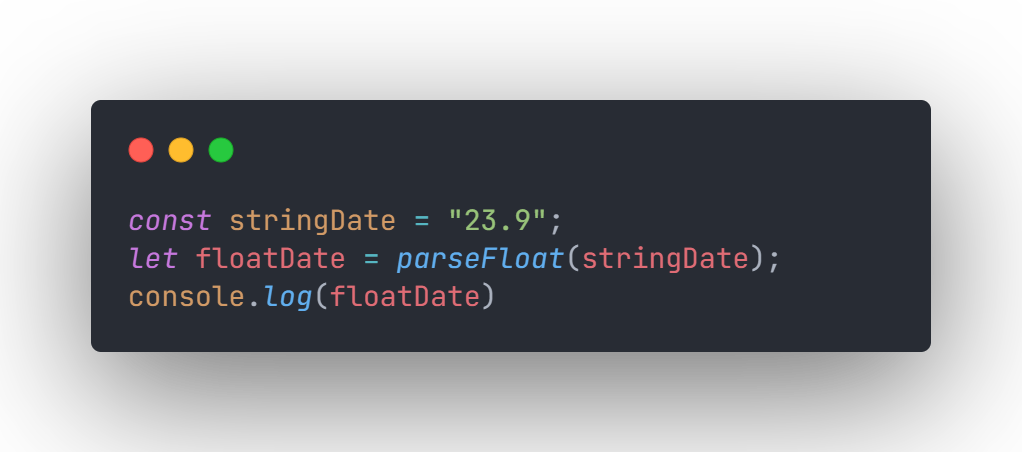 const stringDate = "23.9";
let floatDate = parseFloat(stringDate);
console.log(floatDate)